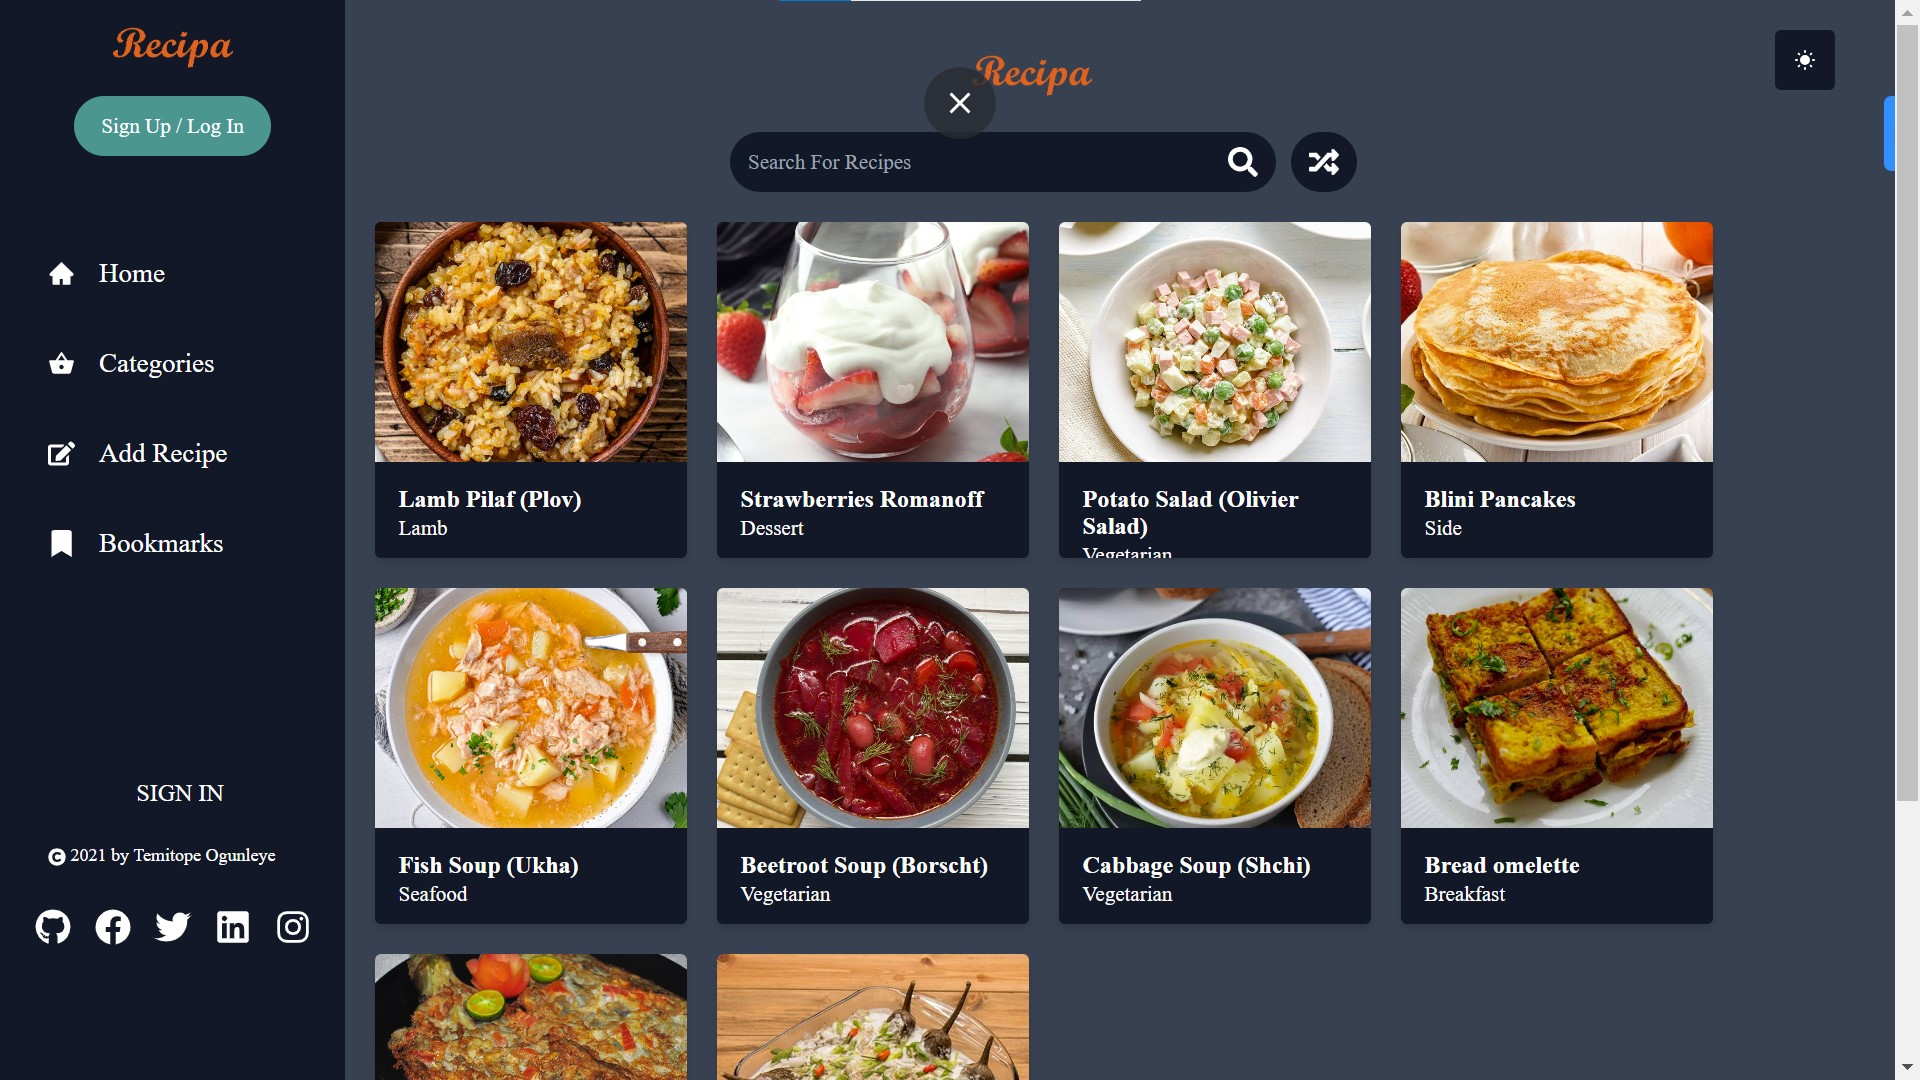 Recipa
Sign Up / Log In
Home
Categories
Add Recipe
Bookmarks
SIGN IN
2021 by Temitope Ogunleye
Recipa
Search For Recipes
Lamb Pilaf (Plov)
Lamb
Strawberries Romanoff
Dessert
Potato Salad (Olivier
Salad)
Vegetarian
Blini Pancakes
Side
Fish Soup (Ukha)
Seafood
Beetroot Soup (Borscht)
Vegetarian
Cabbage Soup (Shchi)
Vegetarian
Bread omelette
Breakfast